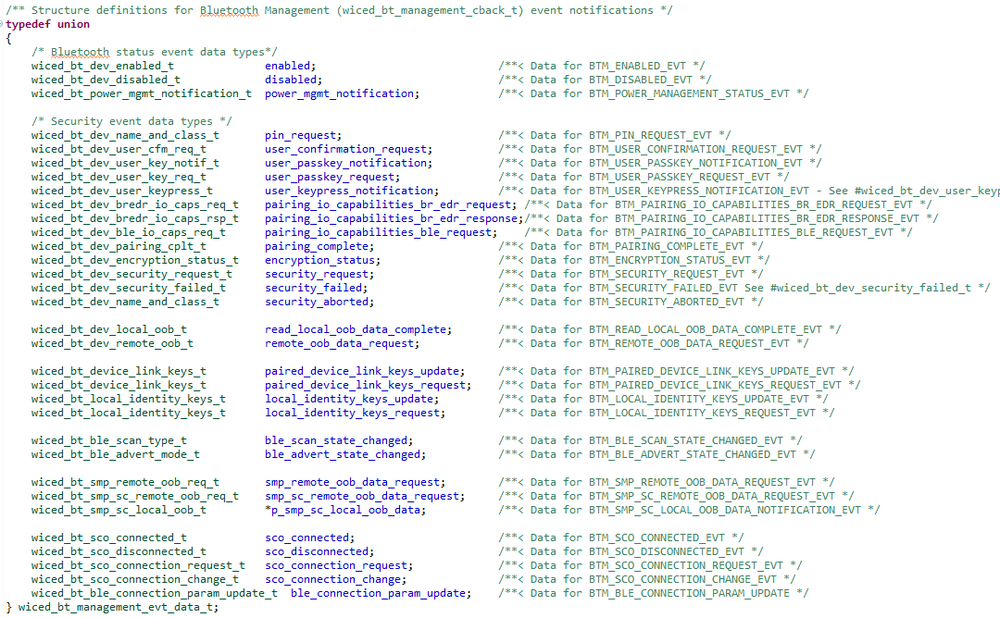 /** Structure definitions for Bluetooth Management (wiced_bt_management_cback_t) event notifications */
typedef union
{
    /* Bluetooth status event data types*/
    wiced_bt_dev_enabled_t              enabled;                            /**< Data for BTM_ENABLED_EVT */
    wiced_bt_dev_disabled_t             disabled;                           /**< Data for BTM_DISABLED_EVT */
    wiced_bt_power_mgmt_notification_t  power_mgmt_notification;            /**< Data for BTM_POWER_MANAGEMENT_STATUS_EVT */

    /* Security event data types */
    wiced_bt_dev_name_and_class_t       pin_request;                        /**< Data for BTM_PIN_REQUEST_EVT */
    wiced_bt_dev_user_cfm_req_t         user_confirmation_request;          /**< Data for BTM_USER_CONFIRMATION_REQUEST_EVT */
    wiced_bt_dev_user_key_notif_t       user_passkey_notification;          /**< Data for BTM_USER_PASSKEY_NOTIFICATION_EVT */
    wiced_bt_dev_user_key_req_t         user_passkey_request;               /**< Data for BTM_USER_PASSKEY_REQUEST_EVT */
    wiced_bt_dev_user_keypress_t        user_keypress_notification;         /**< Data for BTM_USER_KEYPRESS_NOTIFICATION_EVT - See #wiced_bt_dev_user_keyp
    wiced_bt_dev_bredr_io_caps_req_t    pairing_io_capabilities_br_edr_request; /**< Data for BTM_PAIRING_IO_CAPABILITIES_BR_EDR_REQUEST_EVT */
    wiced_bt_dev_bredr_io_caps_rsp_t    pairing_io_capabilities_br_edr_response;/**< Data for BTM_PAIRING_IO_CAPABILITIES_BR_EDR_RESPONSE_EVT */
    wiced_bt_dev_ble_io_caps_req_t      pairing_io_capabilities_ble_request;    /**< Data for BTM_PAIRING_IO_CAPABILITIES_BLE_REQUEST_EVT */
    wiced_bt_dev_pairing_cplt_t         pairing_complete;                   /**< Data for BTM_PAIRING_COMPLETE_EVT */
    wiced_bt_dev_encryption_status_t    encryption_status;                  /**< Data for BTM_ENCRYPTION_STATUS_EVT */
    wiced_bt_dev_security_request_t     security_request;                   /**< Data for BTM_SECURITY_REQUEST_EVT */
    wiced_bt_dev_security_failed_t      security_failed;                    /**< Data for BTM_SECURITY_FAILED_EVT See #wiced_bt_dev_security_failed_t */
    wiced_bt_dev_name_and_class_t       security_aborted;                   /**< Data for BTM_SECURITY_ABORTED_EVT */

    wiced_bt_dev_local_oob_t            read_local_oob_data_complete;       /**< Data for BTM_READ_LOCAL_OOB_DATA_COMPLETE_EVT */
    wiced_bt_dev_remote_oob_t           remote_oob_data_request;            /**< Data for BTM_REMOTE_OOB_DATA_REQUEST_EVT */

    wiced_bt_device_link_keys_t         paired_device_link_keys_update;     /**< Data for BTM_PAIRED_DEVICE_LINK_KEYS_UPDATE_EVT */
    wiced_bt_device_link_keys_t         paired_device_link_keys_request;    /**< Data for BTM_PAIRED_DEVICE_LINK_KEYS_REQUEST_EVT */
    wiced_bt_local_identity_keys_t      local_identity_keys_update;         /**< Data for BTM_LOCAL_IDENTITY_KEYS_UPDATE_EVT */
    wiced_bt_local_identity_keys_t      local_identity_keys_request;        /**< Data for BTM_LOCAL_IDENTITY_KEYS_REQUEST_EVT */

    wiced_bt_ble_scan_type_t            ble_scan_state_changed;             /**< Data for BTM_BLE_SCAN_STATE_CHANGED_EVT */
    wiced_bt_ble_advert_mode_t          ble_advert_state_changed;           /**< Data for BTM_BLE_ADVERT_STATE_CHANGED_EVT */

    wiced_bt_smp_remote_oob_req_t       smp_remote_oob_data_request;        /**< Data for BTM_SMP_REMOTE_OOB_DATA_REQUEST_EVT */
    wiced_bt_smp_sc_remote_oob_req_t    smp_sc_remote_oob_data_request;     /**< Data for BTM_SMP_SC_REMOTE_OOB_DATA_REQUEST_EVT */
    wiced_bt_smp_sc_local_oob_t         *p_smp_sc_local_oob_data;           /**< Data for BTM_SMP_SC_LOCAL_OOB_DATA_NOTIFICATION_EVT */

    wiced_bt_sco_connected_t            sco_connected;                      /**< Data for BTM_SCO_CONNECTED_EVT */
    wiced_bt_sco_disconnected_t         sco_disconnected;                   /**< Data for BTM_SCO_DISCONNECTED_EVT */
    wiced_bt_sco_connection_request_t   sco_connection_request;             /**< Data for BTM_SCO_CONNECTION_REQUEST_EVT */
    wiced_bt_sco_connection_change_t    sco_connection_change;              /**< Data for BTM_SCO_CONNECTION_CHANGE_EVT */
    wiced_bt_ble_connection_param_update_t  ble_connection_param_update;    /**< Data for BTM_BLE_CONNECTION_PARAM_UPDATE */
} wiced_bt_management_evt_data_t;